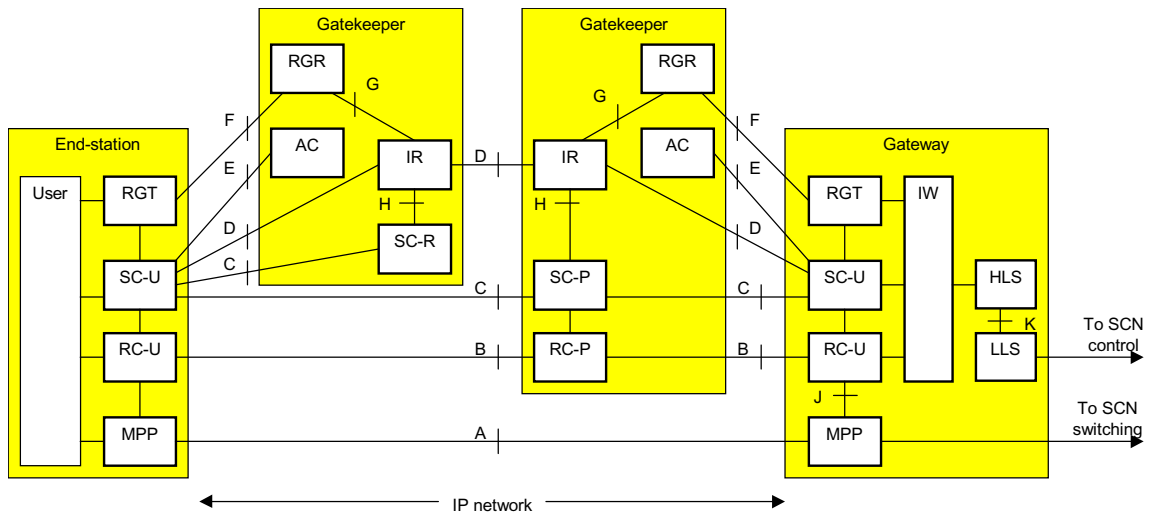 Gatekeeper
Gatekeeper
RGR
RGR
G
G
F
F
End-station
AC
IR
D
IR
AC
Gateway
E
E
User
RGT
H
H
RGT
IW
D
SC-R
D
C
SC-U
C
SC-P
C
SC-U
HLS
K
To SCN
control
RC-U
B
RC-P
B
RC-U
LLS
J
To SCN
switching
MPP
A
MPP
IP network